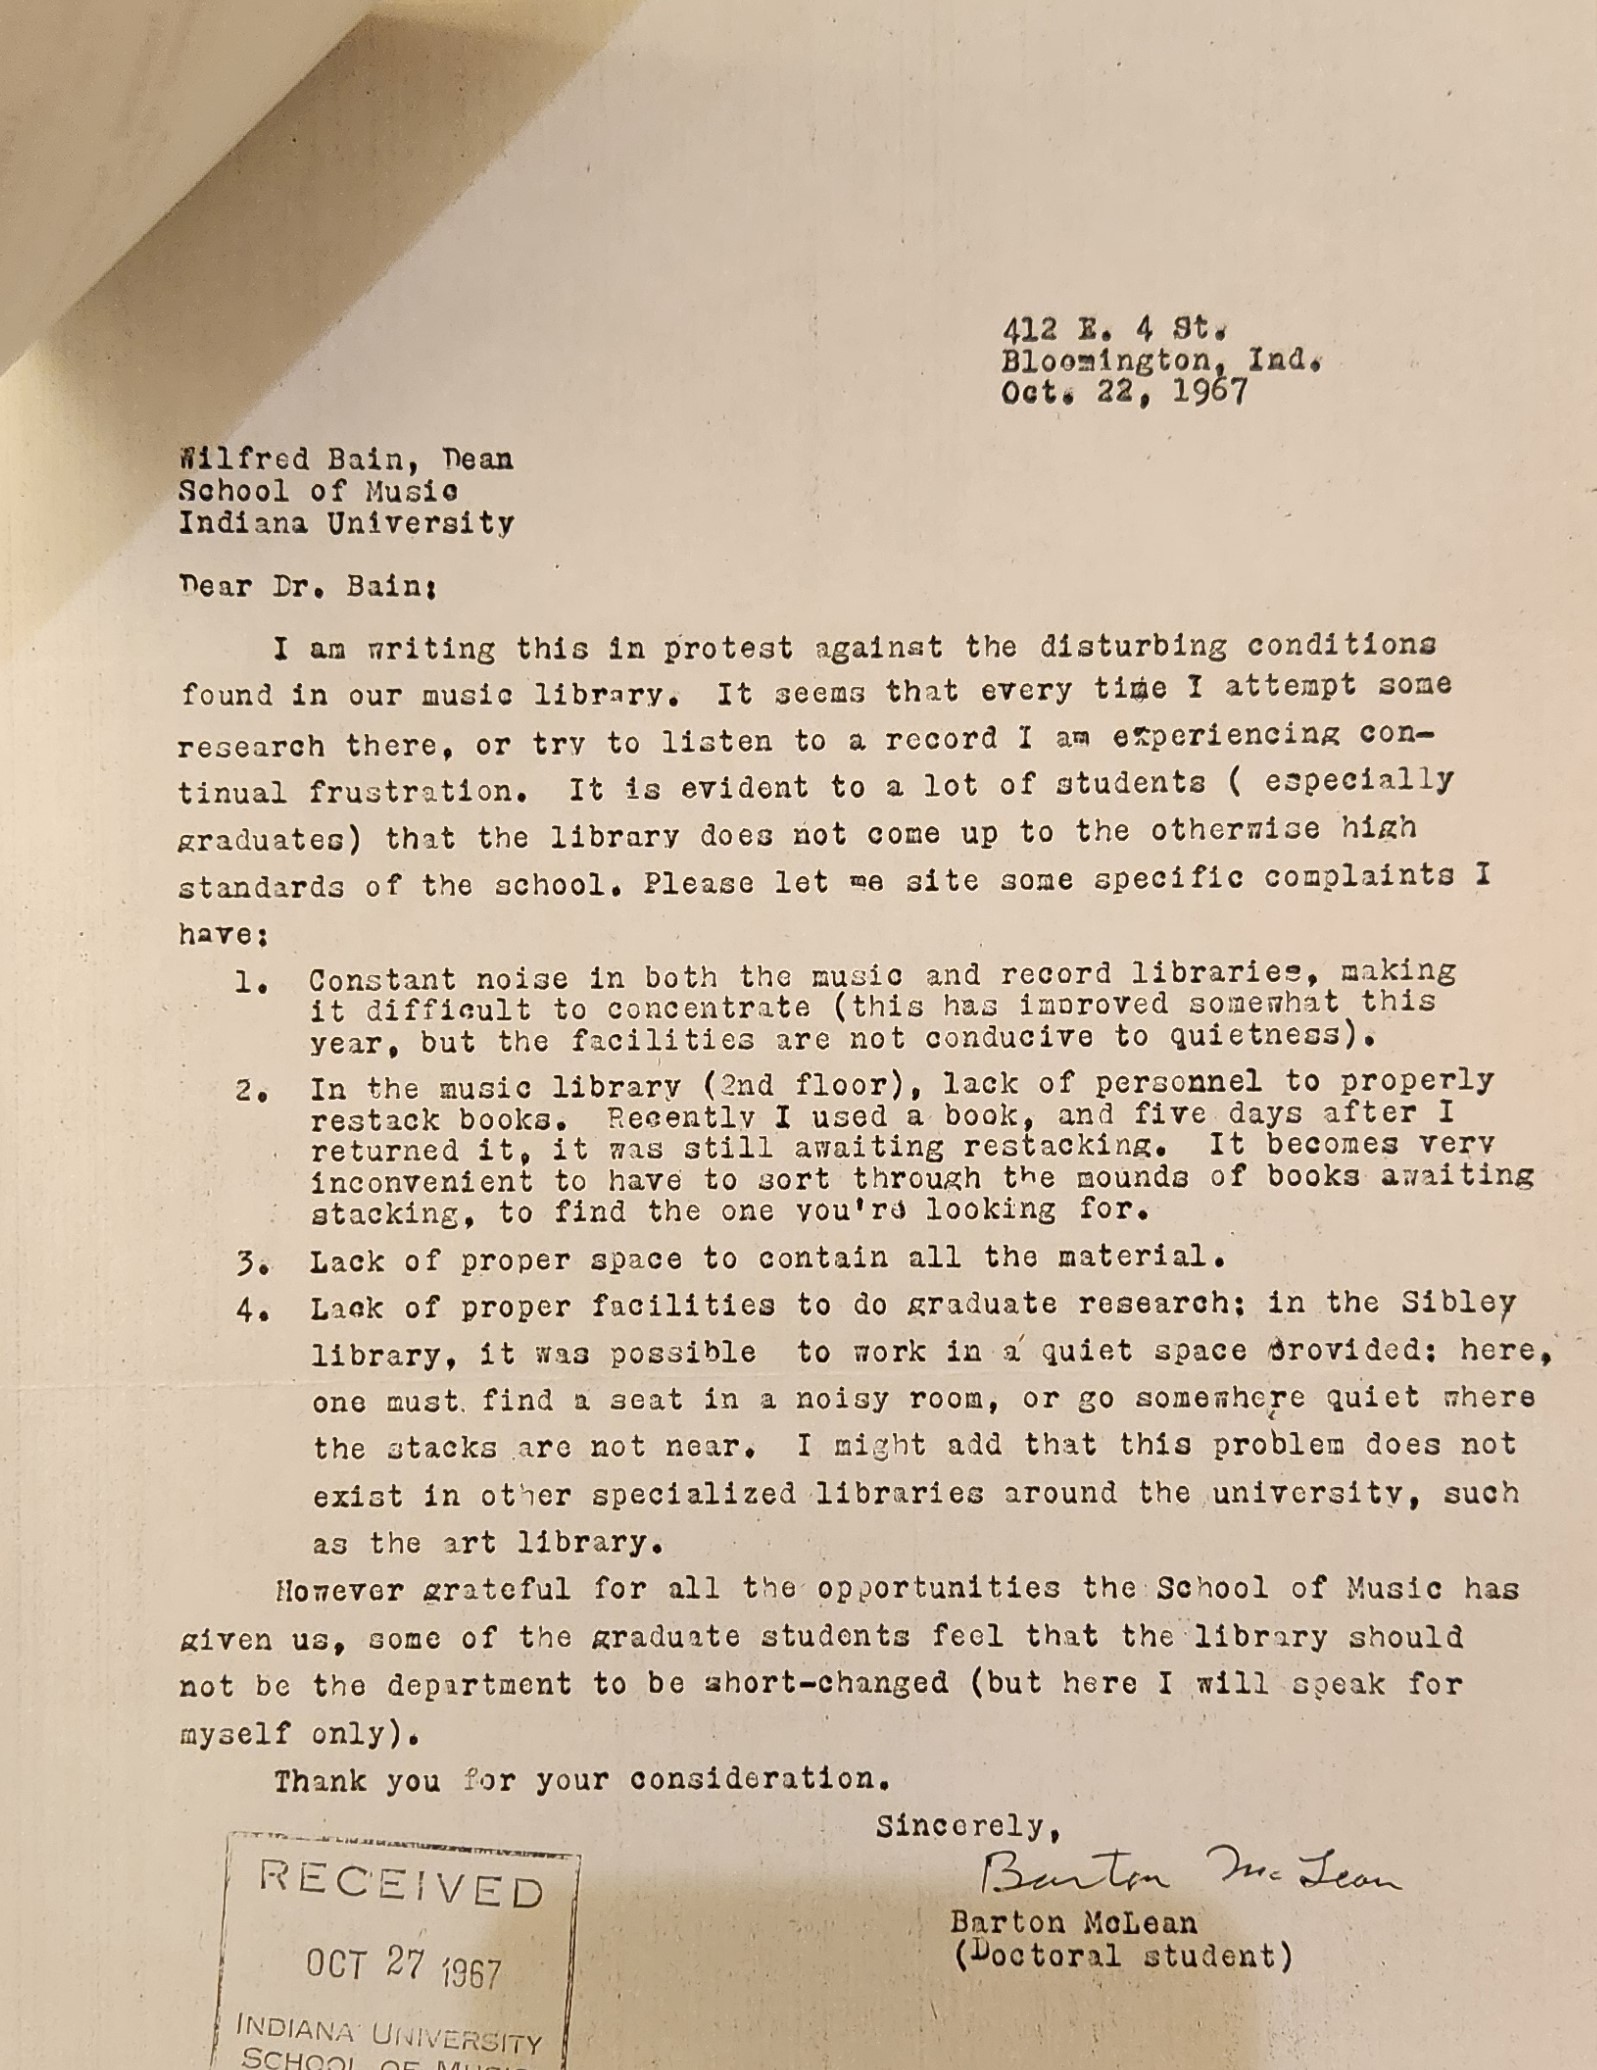 412 E. 4 St.
Bloomington, Ind.
Oct. 22, 1967
Wilfred Bain, Dean
School of Music
Indiana University
Dear Dr. Bain:
I am writing this in protest against the disturbing conditions
found in our music library. It seems that every time I attempt some
research there, or try to listen to a record I am experiencing con-
tinual frustration. It is evident to a lot of students ( especially
graduates) that the library does not come up to the otherwise high
standards of the school. Please let me site some specific complaints I
have:
1. Constant noise in both the music and record libraries, making
it difficult to concentrate (this has improved somewhat this
year, but the facilities are not conducive to quietness).
2. In the music library (2nd floor), lack of personnel to properly
restack books. Recently I used a book, and five days after I
returned it, it was still awaiting restacking. It becomes very
inconvenient to have to sort through the mounds of books awaiting
stacking, to find the one you're looking for.
3. Lack of proper space to contain all the material.
4. Lack of proper facilities to do graduate research; in the Sibley
library, it was possible to work in a quiet space provided: here,
one must find a seat in a noisy room, or go somewhere quiet where
the stacks are not near. I might add that this problem does not
exist in other specialized libraries around the university, such
as the art library.
However grateful for all the opportunities the School of Music has
given us, some of the graduate students feel that the library should
not be the department to be short-changed (but here I will speak for
myself only).
Thank you for your consideration.
Sincerely,
Barton McLean
Barton McLean
(Doctoral student)
RECEIVED
OCT 27 1967
INDIANA UNIVERSITY
SCHOOL OF MUSIC